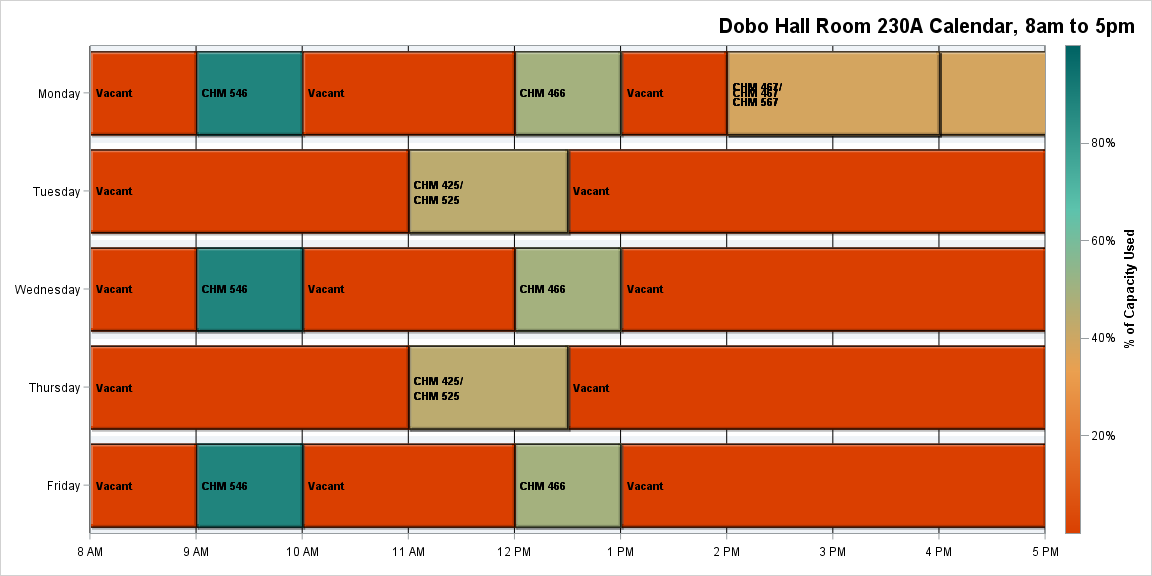 Dobo Hall Room 230A Calendar, 8am to 5pm
Monday
Vacant
CHM 546
Vacant
CHM 466
Vacant
CHM 467/
CHM 467
CHM 567
Tuesday
Vacant
CHM 425/
CHM 525
Vacant
Wednesday
Vacant
CHM 546
Vacant
CHM 466
Vacant
Thursday
Vacant
CHM 425/
CHM 525
Vacant
Friday
Vacant
CHM 546
Vacant
CHM 466
Vacant
8 AM
9 AM
10 AM
11 AM
12 PM
1 PM
2 PM
3 PM
4 PM
5 PM
80%
60%
40%
20%
% of Capacity Used